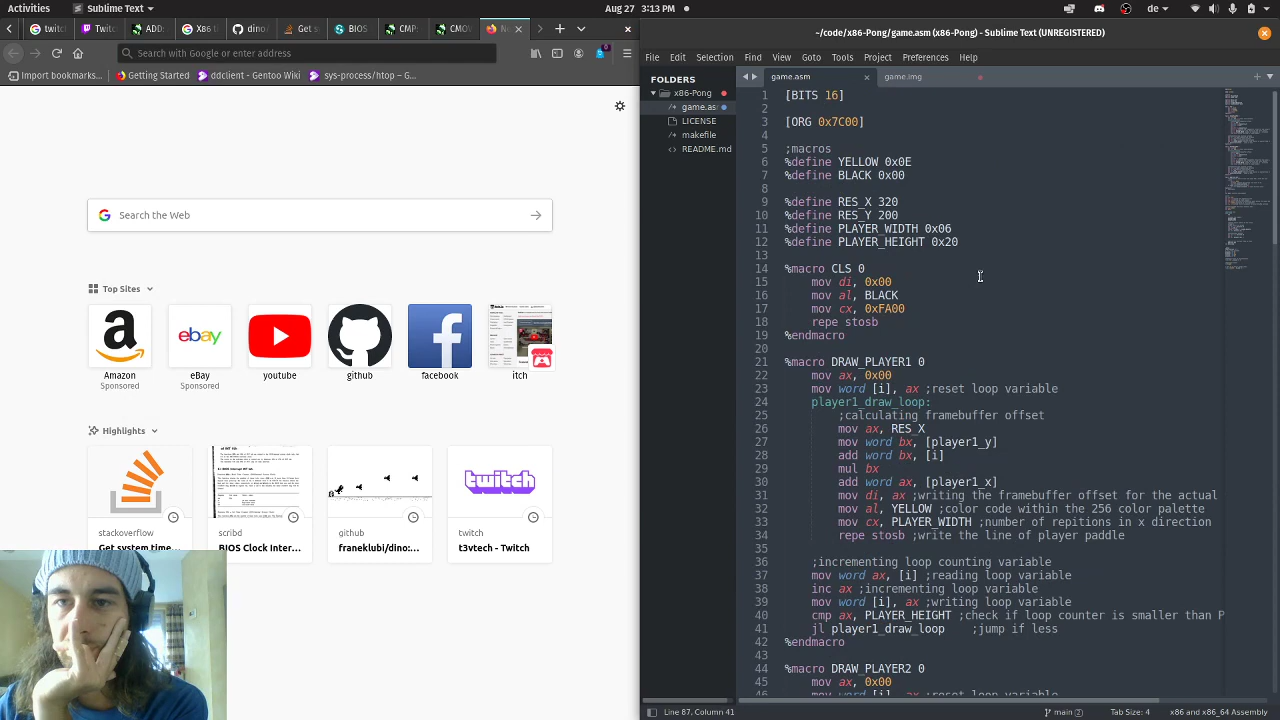 Activities
Sublime Text
Aug 27 3:13 PM
de
twitch
Twitc
X86 t
dino/
Get s
BIOS
CMP:
CMOV
Search with Google or enter address
Import bookmarks...
Getting Started
ddclient - Gentoo Wiki
sys-process/htop – G...
Search the Web
Top Sites
Amazon
Sponsored
eBay
Sponsored
youtube
github
facebook
itch
Highlights
stackoverflow
Get system time...
scribd
BIOS Clock Inter...
github
franeklubi/dino:...
twitch
t3vtech - Twitch
~/code/x86-Pong/game.asm (x86-Pong) - Sublime Text (UNREGISTERED)
File Edit Selection Find View Goto Tools Project Preferences Help
FOLDERS
x86-Pong
game.asm
LICENSE
makefile
README.md
game.asm
game.img
1 [BITS 16]
2
3 [ORG 0x7C00]
4
5 ;macros
6 %define YELLOW 0x0E
7 %define BLACK 0x00
8
9 %define RES_X 320
10 %define RES_Y 200
11 %define PLAYER_WIDTH 0x06
12 %define PLAYER_HEIGHT 0x20
13
14 %macro CLS 0
15 mov di, 0x00
16 mov al, BLACK
17 mov cx, 0xFA00
18 repe stosb
19 %endmacro
20
21 %macro DRAW_PLAYER1 0
22 mov ax, 0x00
23 mov word [i], ax ;reset loop variable
24 player1_draw_loop:
25 ;calculating framebuffer offset
26 mov ax, RES_X
27 mov word bx, [player1_y]
28 add word bx, [i]
29 mul bx
30 add word ax, [player1_x]
31 mov di, ax ;writing the framebuffer offset for the actual
32 mov al, YELLOW ;color code within the 256 color palette
33 mov cx, PLAYER_WIDTH ;number of repitions in x direction
34 repe stosb ;write the line of player paddle
35
36 ;incrementing loop counting variable
37 mov word ax, [i] ;reading loop variable
38 inc ax ;incrementing loop variable
39 mov word [i], ax ;writing loop variable
40 cmp ax, PLAYER_HEIGHT ;check if loop counter is smaller than P
41 jl player1_draw_loop ;jump if less
42 %endmacro
43
44 %macro DRAW_PLAYER2 0
45 mov ax, 0x00
46 mov word [i], ax ;reset loop variable
Line 87, Column 41
main
Tab Size: 4
x86 and x86_64 Assembly